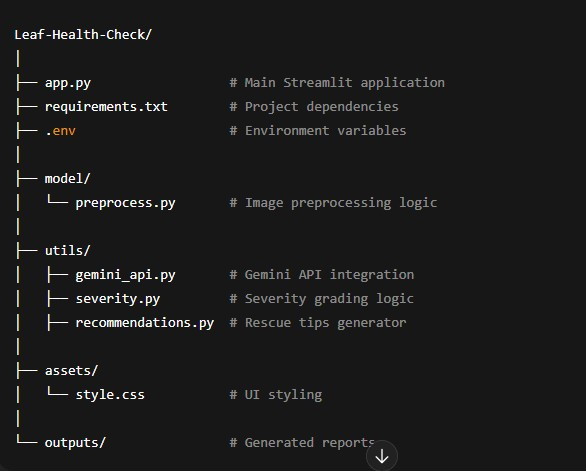 Leaf-Health-Check/
│
├── app.py                  # Main Streamlit application
├── requirements.txt        # Project dependencies
├── .env                    # Environment variables
│
├── model/
│   └── preprocess.py       # Image preprocessing logic
│
├── utils/
│   ├── gemini_api.py       # Gemini API integration
│   ├── severity.py         # Severity grading logic
│   ├── recommendations.py  # Rescue tips generator
│
├── assets/
│   └── style.css           # UI styling
│
└── outputs/                # Generated reports